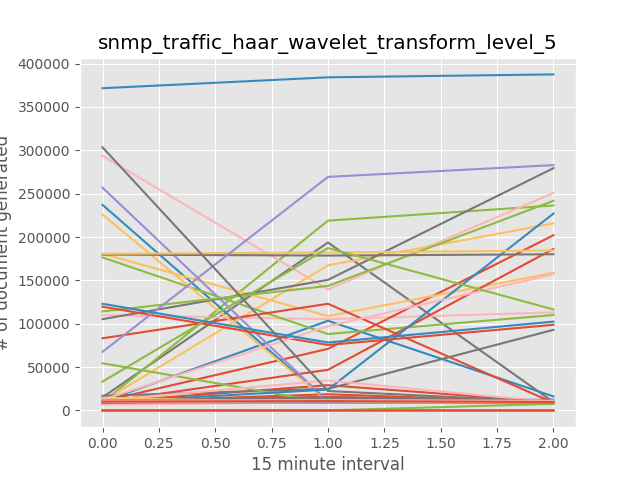 snmp_traffic_haar_wavelet_transform_level_5
400000
350000
300000
250000
200000
150000
100000
50000
0
# of document generated
0.00 0.25 0.50 0.75 1.00 1.25 1.50 1.75 2.00
15 minute interval